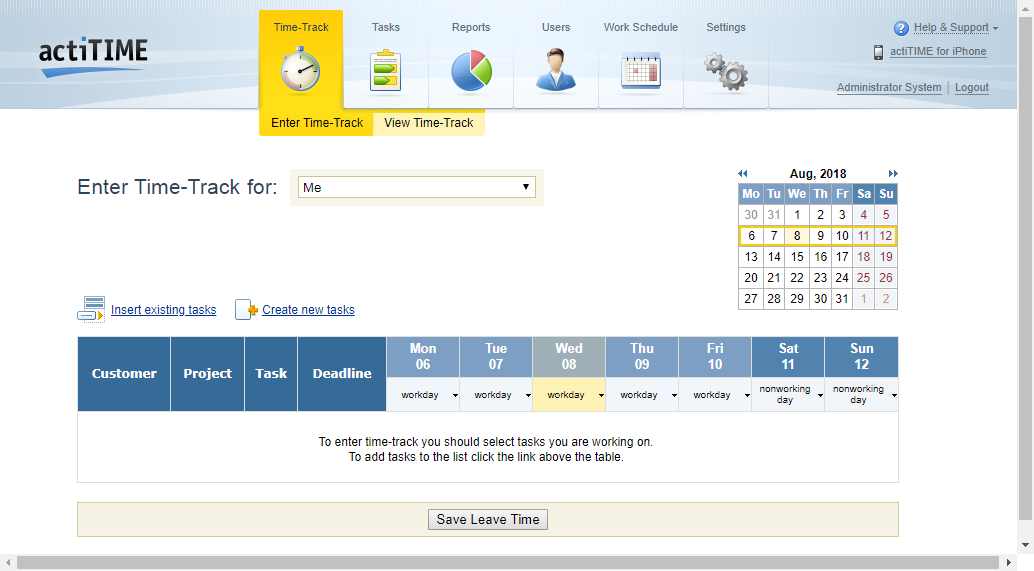 actiTIME
Time-Track
Tasks
Reports
Users
Work Schedule
Settings
Help & Support
actiTIME for iPhone
Administrator System
Logout
Enter Time-Track
View Time-Track
Enter Time-Track for:
Me
Aug, 2018
Mo Tu We Th Fr Sa Su
30 31 1 2 3 4 5
6 7 8 9 10 11 12
13 14 15 16 17 18 19
20 21 22 23 24 25 26
27 28 29 30 31 1 2
Insert existing tasks
Create new tasks
Customer
Project
Task
Deadline
Mon
06
Tue
07
Wed
08
Thu
09
Fri
10
Sat
11
Sun
12
workday
workday
workday
workday
workday
nonworking
day
nonworking
day
To enter time-track you should select tasks you are working on.
To add tasks to the list click the link above the table.
Save Leave Time